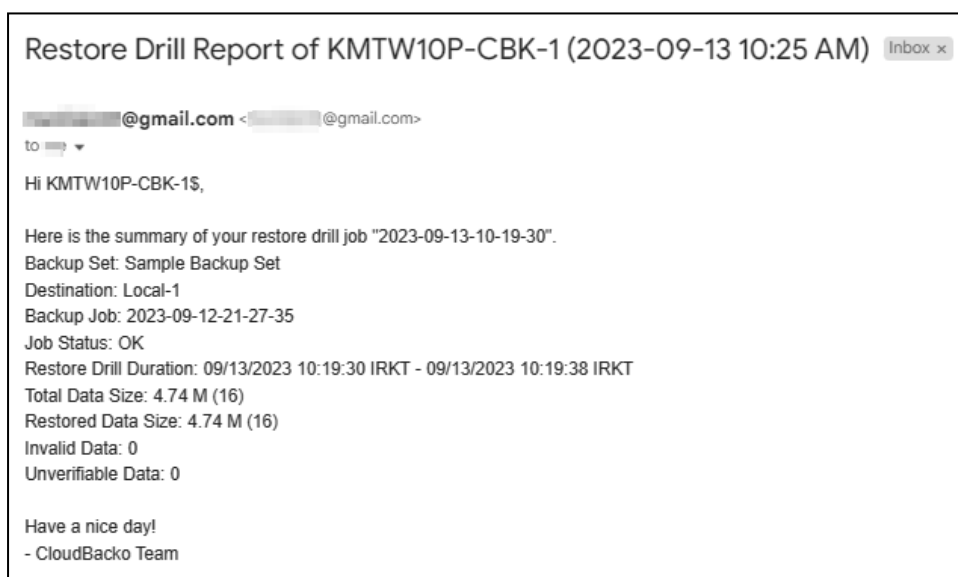 Restore Drill Report of KMTW10P-CBK-1 (2023-09-13 10:25 AM) Inbox x
@gmail.com < @gmail.com>
to
Hi KMTW10P-CBK-1$,
Here is the summary of your restore drill job "2023-09-13-10-19-30".
Backup Set: Sample Backup Set
Destination: Local-1
Backup Job: 2023-09-12-21-27-35
Job Status: OK
Restore Drill Duration: 09/13/2023 10:19:30 IRKT - 09/13/2023 10:19:38 IRKT
Total Data Size: 4.74 M (16)
Restored Data Size: 4.74 M (16)
Invalid Data: 0
Unverifiable Data: 0
Have a nice day!
- CloudBacko Team